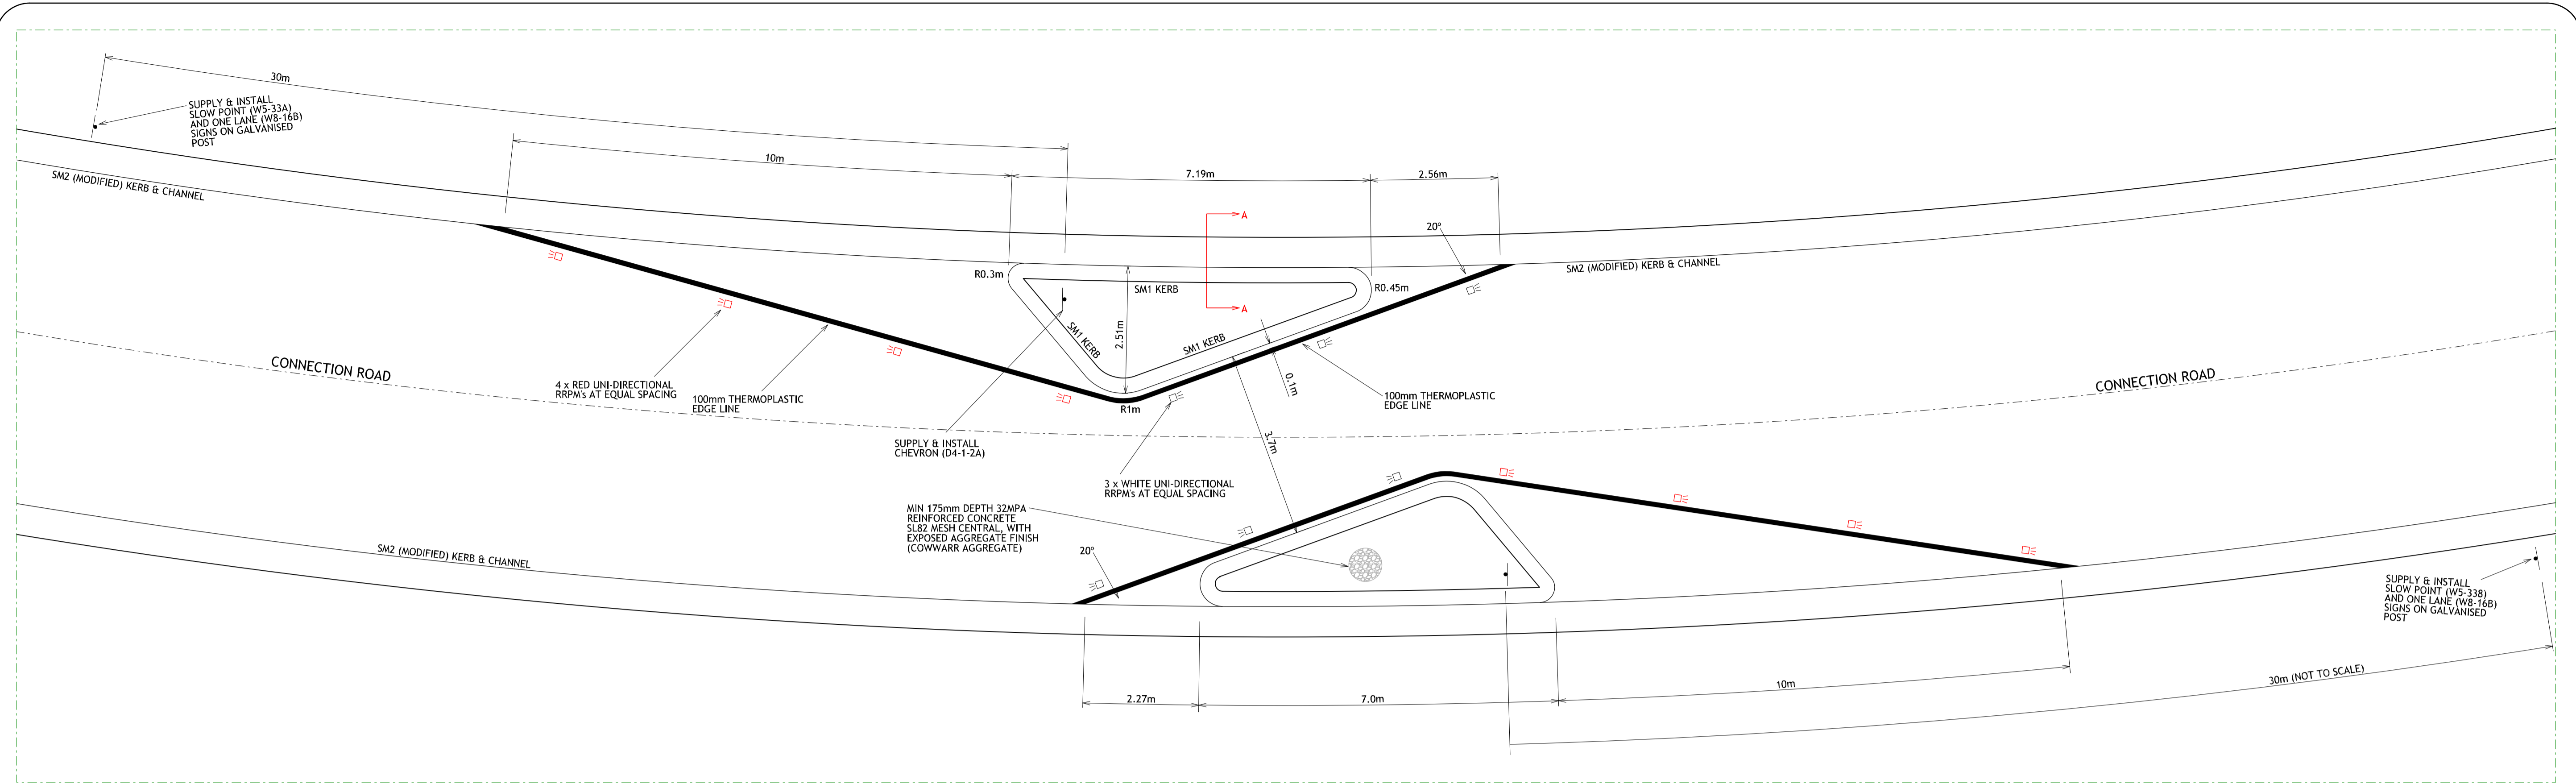 30m
SUPPLY & INSTALL
SLOW POINT (W5-33A)
AND ONE LANE (W8-16B)
SIGNS ON GALVANISED
POST
10m
7.19m
2.56m
SM2 (MODIFIED) KERB & CHANNEL
A
20°
R0.3m
SM1 KERB
R0.45m
SM2 (MODIFIED) KERB & CHANNEL
A
2.51m
SM1 KERB
SM1 KERB
CONNECTION ROAD
4 x RED UNI-DIRECTIONAL
RRPM's AT EQUAL SPACING
100mm THERMOPLASTIC
EDGE LINE
R1m
0.1m
100mm THERMOPLASTIC
EDGE LINE
CONNECTION ROAD
SUPPLY & INSTALL
CHEVRON (D4-1-2A)
3.7m
3 x WHITE UNI-DIRECTIONAL
RRPM's AT EQUAL SPACING
MIN 175mm DEPTH 32MPA
REINFORCED CONCRETE
SL82 MESH CENTRAL, WITH
EXPOSED AGGREGATE FINISH
(COWWARR AGGREGATE)
SM2 (MODIFIED) KERB & CHANNEL
20°
SUPPLY & INSTALL
SLOW POINT (W5-338)
AND ONE LANE (W8-16B)
SIGNS ON GALVANISED
POST
2.27m
7.0m
10m
30m (NOT TO SCALE)